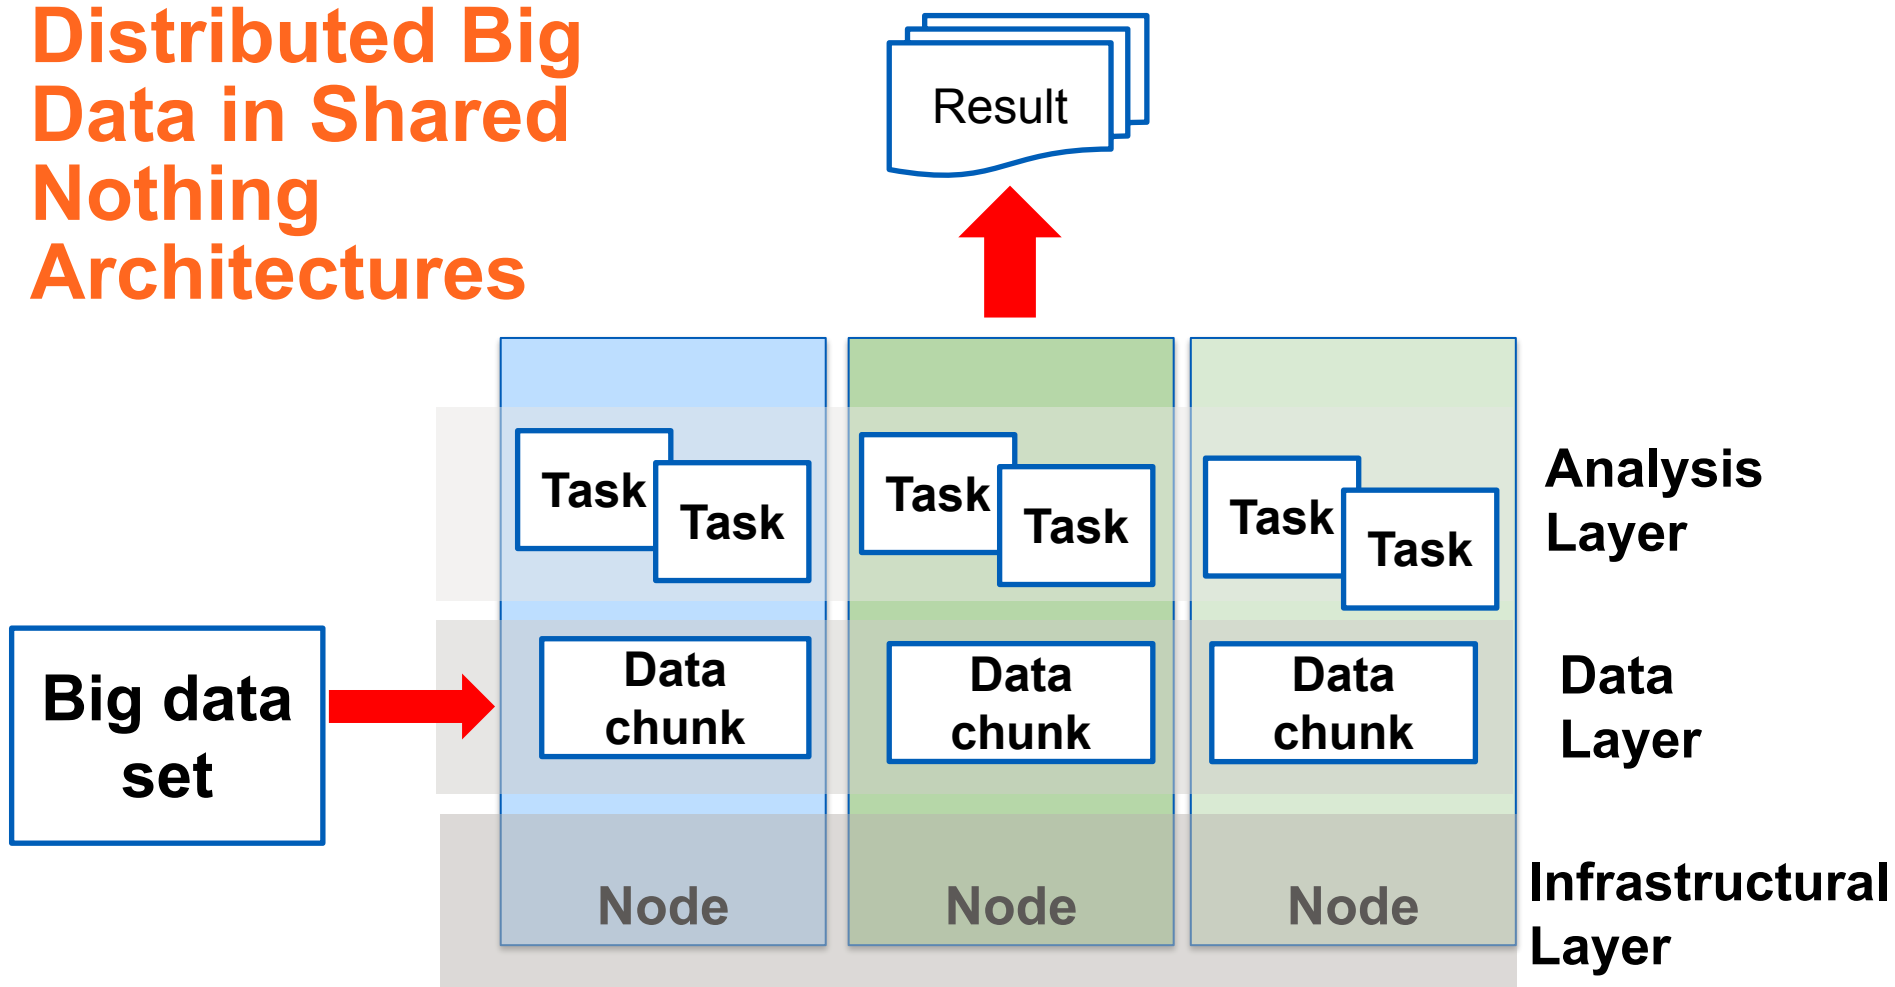 Distributed Big
Data in Shared
Nothing
Architectures
Result
Task
Task
Task
Task
Task
Task
Analysis
Layer
Big data
set
Data
chunk
Data
chunk
Data
chunk
Data
Layer
Node
Node
Node
Infrastructural
Layer